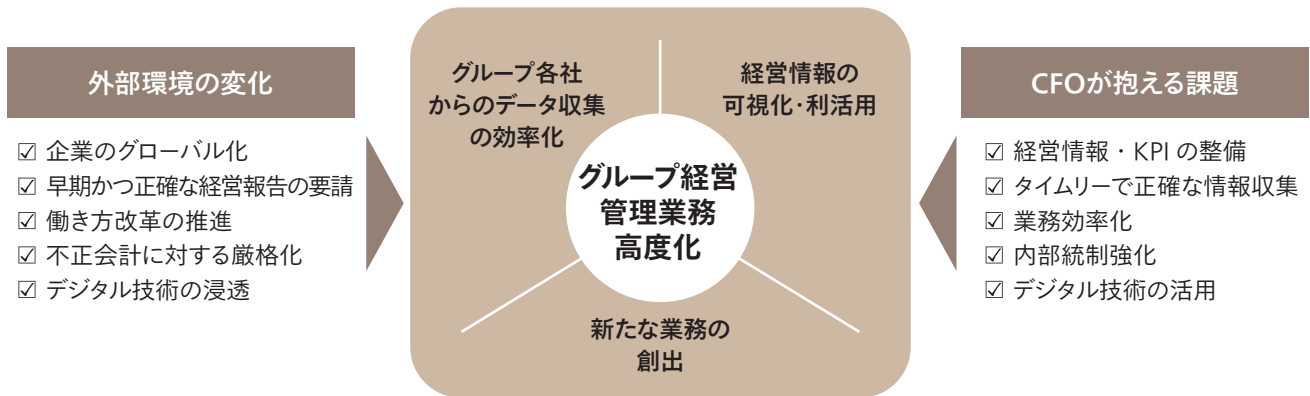 外部環境の変化
☑ 企業のグローバル化
☑ 早期かつ正確な経営報告の要請
☑ 働き方改革の推進
☑ 不正会計に対する厳格化
☑ デジタル技術の浸透
グループ各社
からのデータ収集
の効率化
経営情報の
可視化・利活用
グループ経営
管理業務
高度化
新たな業務の
創出
CFOが抱える課題
☑ 経営情報・KPI の整備
☑ タイムリーで正確な情報収集
☑ 業務効率化
☑ 内部統制強化
☑ デジタル技術の活用